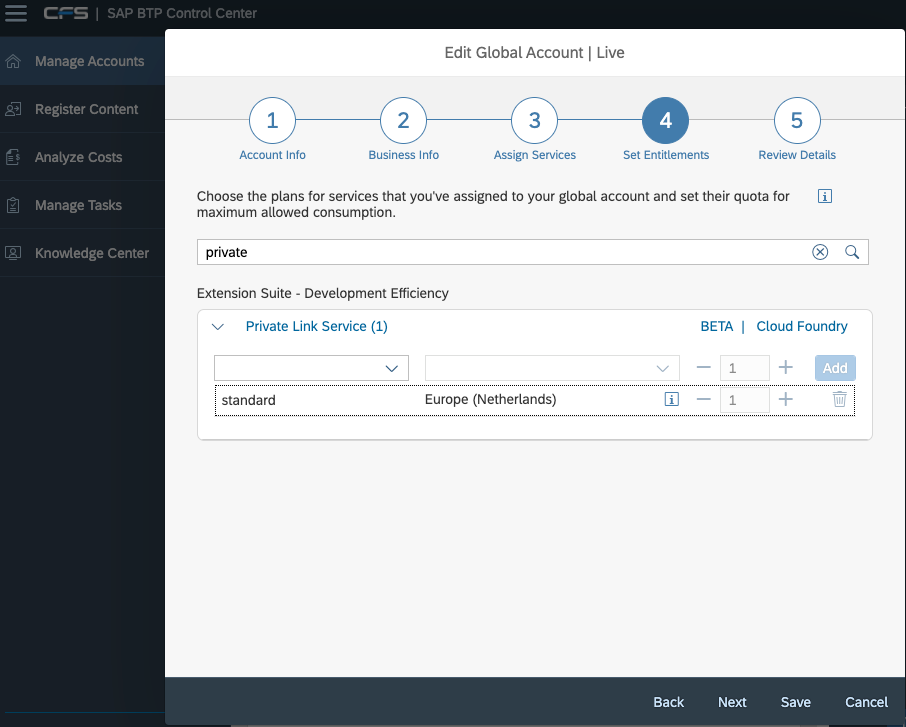 CFS | SAP BTP Control Center
Manage Accounts
Register Content
Analyze Costs
Manage Tasks
Knowledge Center
Edit Global Account | Live
1
2
3
4
5
Account Info
Business Info
Assign Services
Set Entitlements
Review Details
Choose the plans for services that you've assigned to your global account and set their quota for
maximum allowed consumption.
private
Extension Suite - Development Efficiency
Private Link Service (1)
BETA | Cloud Foundry
1
Add
standard
Europe (Netherlands)
1
Back
Next
Save
Cancel